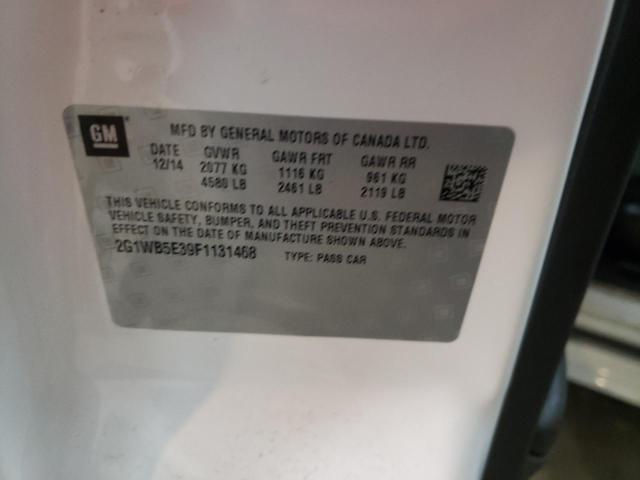 GM
MFD BY GENERAL MOTORS OF CANADA LTD.
DATE GVWR GAWR FRT GAWR RR
12/14 2077 KG 1116 KG 961 KG
4580 LB 2461 LB 2119 LB
THIS VEHICLE CONFORMS TO ALL APPLICABLE U.S. FEDERAL MOTOR
VEHICLE SAFETY, BUMPER, AND THEFT PREVENTION STANDARDS IN
EFFECT ON THE DATE OF MANUFACTURE SHOWN ABOVE.
2G1WB5E39F1131468 TYPE: PASS CAR